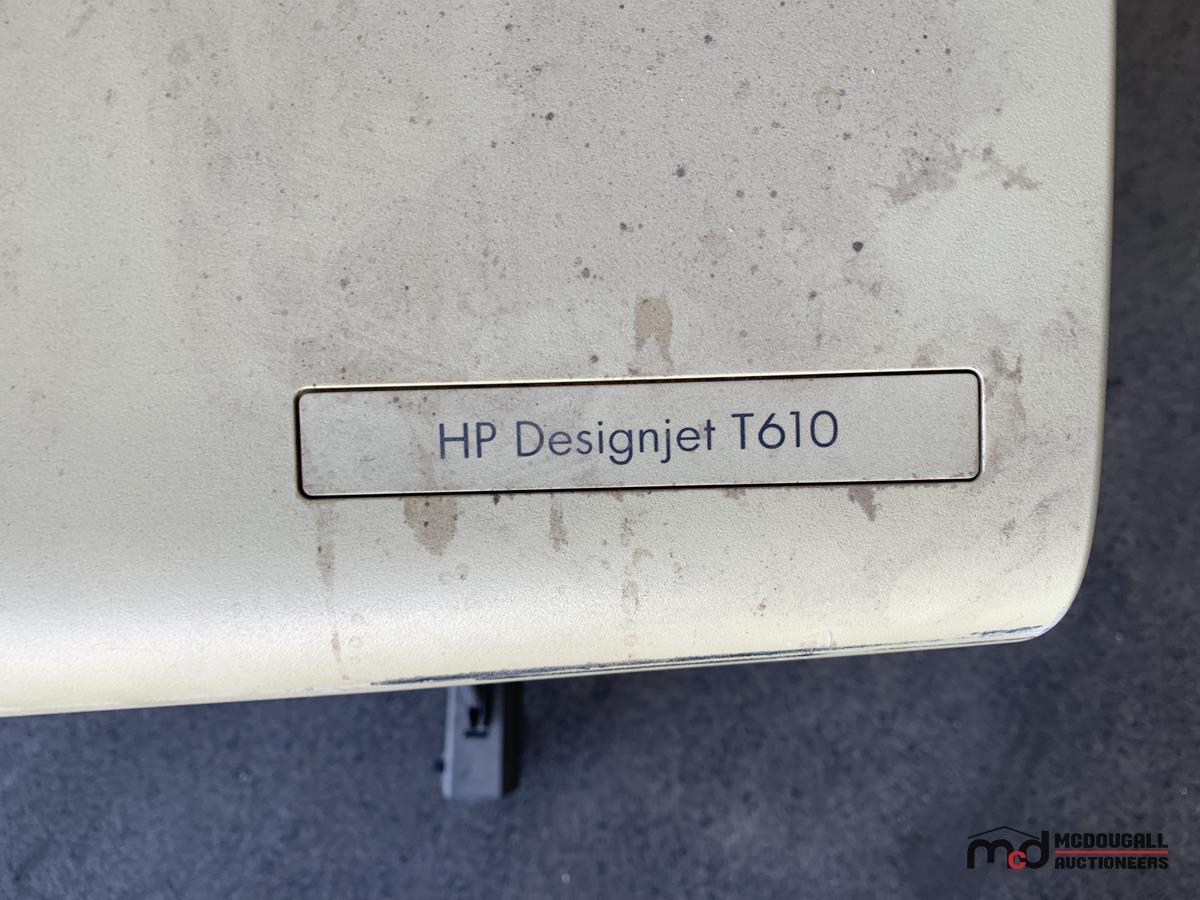 HP Designjet T610
mcd MCDOUGALL
AUCTIONEERS